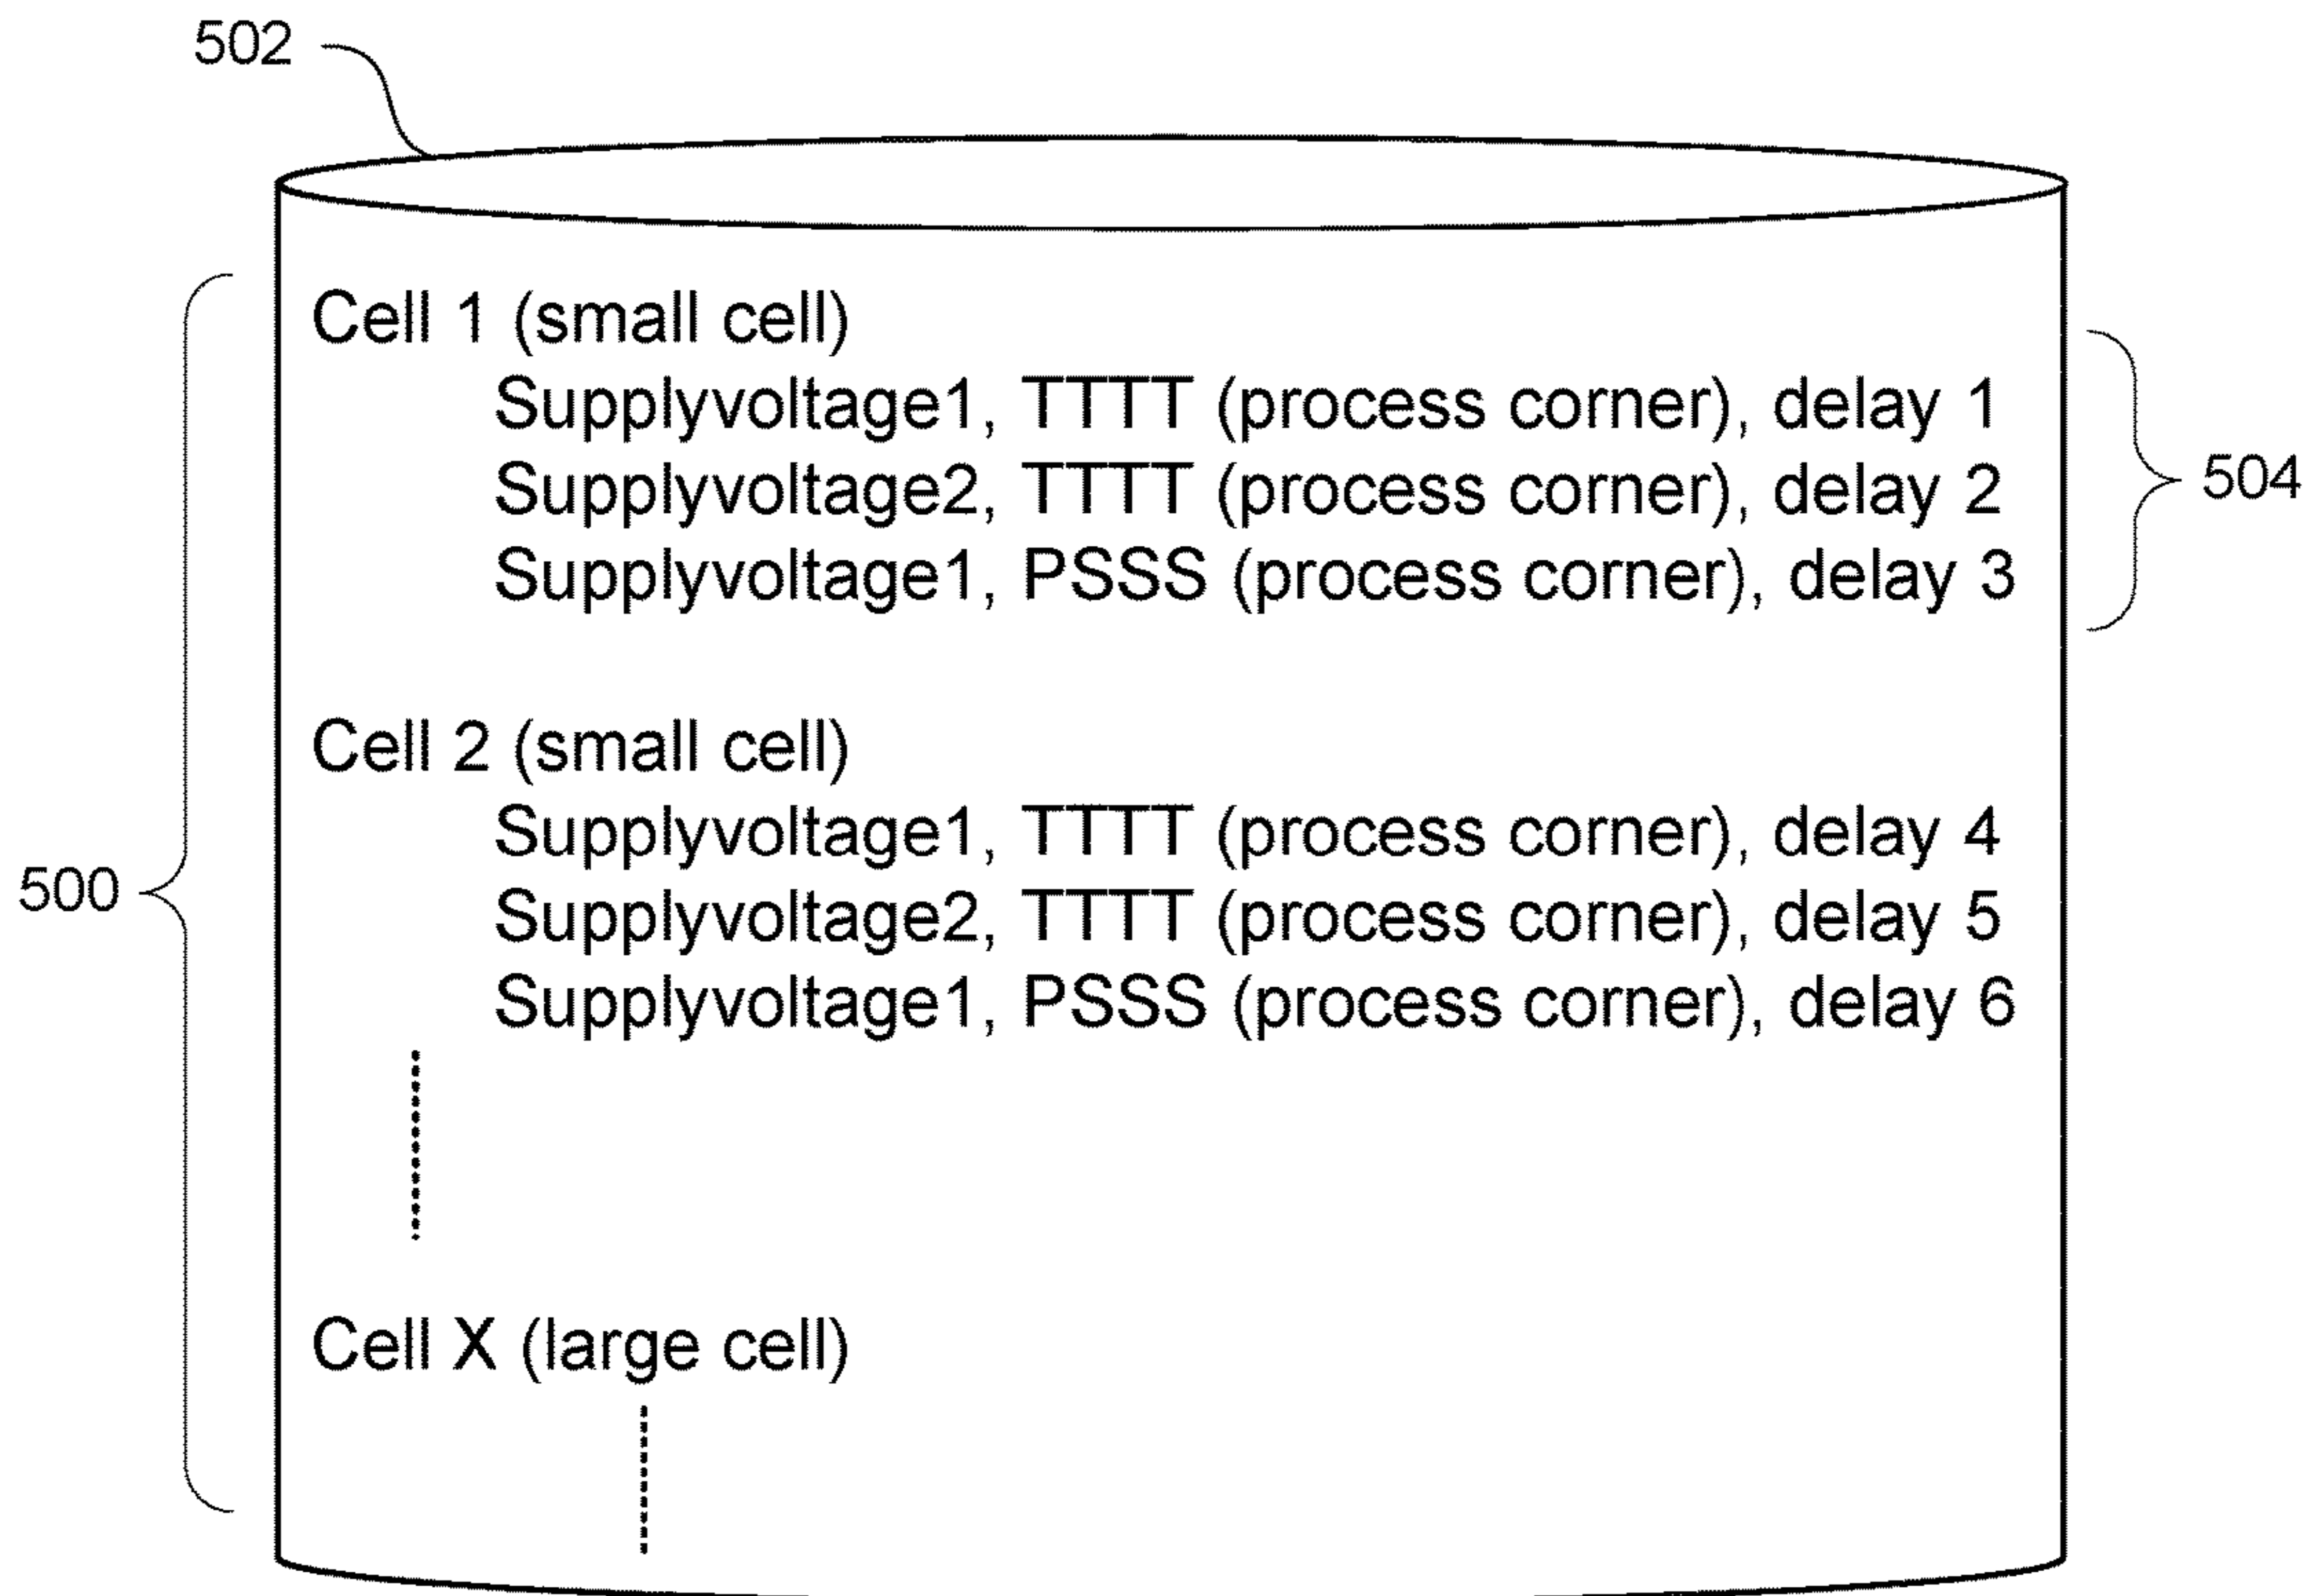 502
Cell 1 (small cell)
Supplyvoltage1, TTTT (process corner), delay 1
Supplyvoltage2, TTTT (process corner), delay 2
Supplyvoltage1, PSSS (process corner), delay 3
504
Cell 2 (small cell)
Supplyvoltage1, TTTT (process corner), delay 4
500
Supplyvoltage2, TTTT (process corner), delay 5
Supplyvoltage1, PSSS (process corner), delay 6
Cell X (large cell)